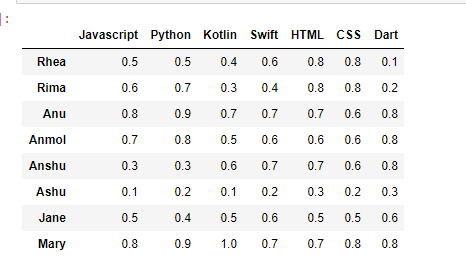 ]:
Javascript Python Kotlin Swift HTML CSS Dart
Rhea 0.5 0.5 0.4 0.6 0.8 0.8 0.1
Rima 0.6 0.7 0.3 0.4 0.8 0.8 0.2
Anu 0.8 0.9 0.7 0.7 0.7 0.6 0.8
Anmol 0.7 0.8 0.5 0.6 0.6 0.6 0.8
Anshu 0.3 0.3 0.6 0.7 0.7 0.6 0.8
Ashu 0.1 0.2 0.1 0.2 0.3 0.2 0.3
Jane 0.5 0.4 0.5 0.6 0.5 0.5 0.6
Mary 0.8 0.9 1.0 0.7 0.7 0.8 0.8